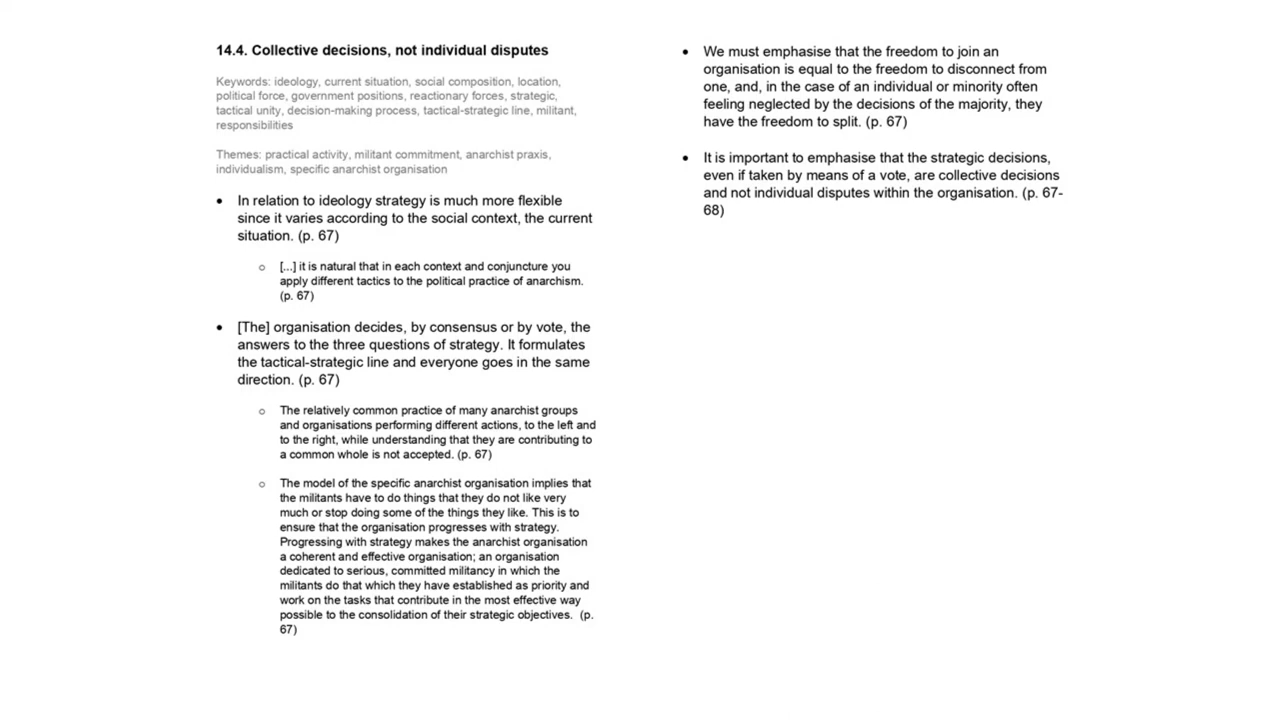 14.4. Collective decisions, not individual disputes
Keywords: ideology, current situation, social composition, location,
political force, government positions, reactionary forces, strategic,
tactical unity, decision-making process, tactical-strategic line, militant,
responsibilities
Themes: practical activity, militant commitment, anarchist praxis,
individualism, specific anarchist organisation
• In relation to ideology strategy is much more flexible
since it varies according to the social context, the current
situation. (p. 67)
o [...] it is natural that in each context and conjuncture you
apply different tactics to the political practice of anarchism.
(p. 67)
• [The] organisation decides, by consensus or by vote, the
answers to the three questions of strategy. It formulates
the tactical-strategic line and everyone goes in the same
direction. (p. 67)
o The relatively common practice of many anarchist groups
and organisations performing different actions, to the left and
to the right, while understanding that they are contributing to
a common whole is not accepted. (p. 67)
o The model of the specific anarchist organisation implies that
the militants have to do things that they do not like very
much or stop doing some of the things they like. This is to
ensure that the organisation progresses with strategy.
Progressing with strategy makes the anarchist organisation
a coherent and effective organisation; an organisation
dedicated to serious, committed militancy in which the
militants do that which they have established as priority and
work on the tasks that contribute in the most effective way
possible to the consolidation of their strategic objectives. (p.
67)
• We must emphasise that the freedom to join an
organisation is equal to the freedom to disconnect from
one, and, in the case of an individual or minority often
feeling neglected by the decisions of the majority, they
have the freedom to split. (p. 67)
• It is important to emphasise that the strategic decisions,
even if taken by means of a vote, are collective decisions
and not individual disputes within the organisation. (p. 67-
68)